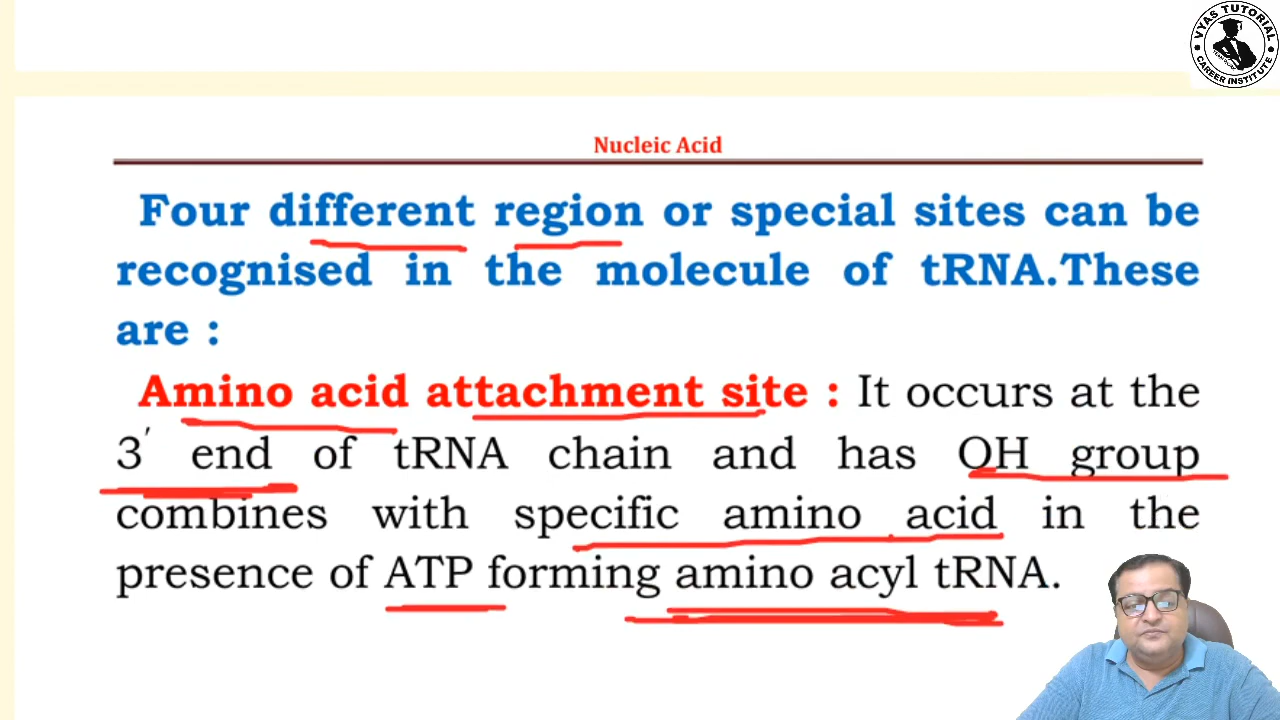 VYAS TUTORIAL
CAREER INSTITUTE
Nucleic Acid
Four different region or special sites can be
recognised in the molecule of tRNA.These
are :
Amino acid attachment site : It occurs at the
3′ end of tRNA chain and has OH group
combines with specific amino acid in the
presence of ATP forming amino acyl tRNA.